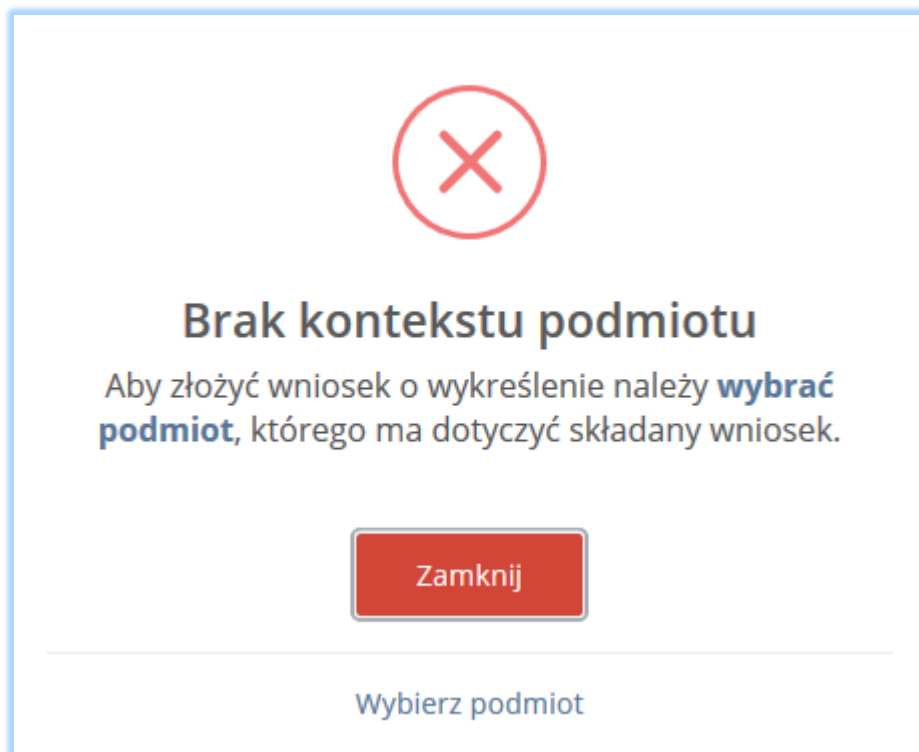 Brak kontekstu podmiotu
Aby złożyć wniosek o wykreślenie należy wybrać
podmiot, którego ma dotyczyć składany wniosek.
Zamknij
Wybierz podmiot